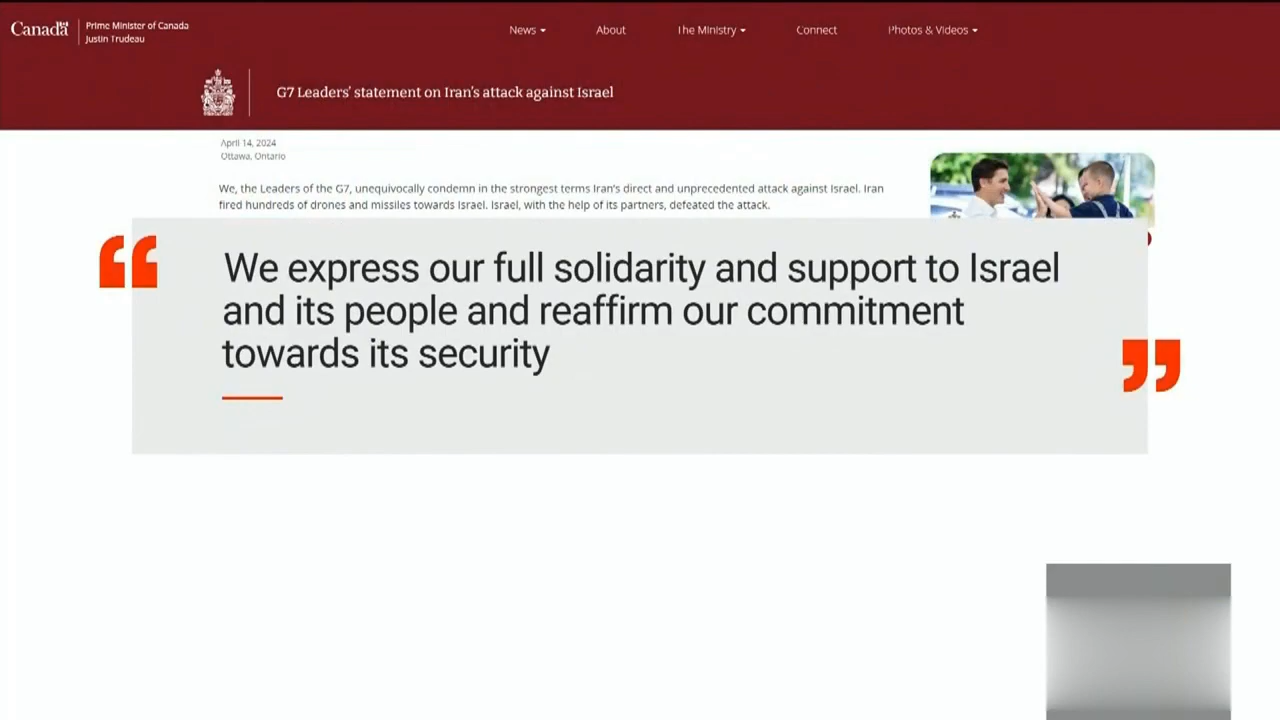 Canada
Prime Minister of Canada
Justin Trudeau
News
About
The Ministry
Connect
Photos & Videos
G7 Leaders' statement on Iran's attack against Israel
April 14, 2024
Ottawa, Ontario
We, the Leaders of the G7, unequivocally condemn in the strongest terms Iran's direct and unprecedented attack against Israel. Iran
fired hundreds of drones and missiles towards Israel. Israel, with the help of its partners, defeated the attack.
“
We express our full solidarity and support to Israel
and its people and reaffirm our commitment
towards its security
”